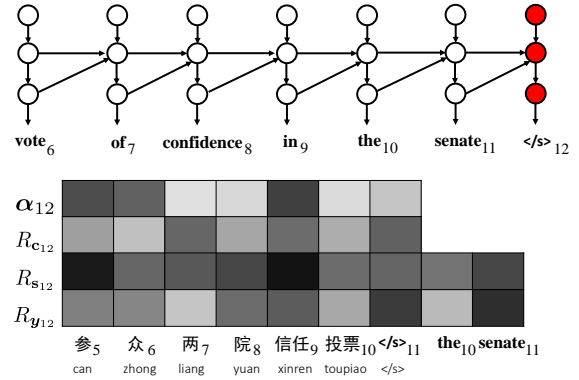 vote6 of7 confidence8 in9 the10 senate11 </s>12
α12
Rc12
Rs12
Ry12
参5 众6 两7 院8 信任9 投票10 </s>11 the10 senate11
can zhong liang yuan xinren toupiao </s>